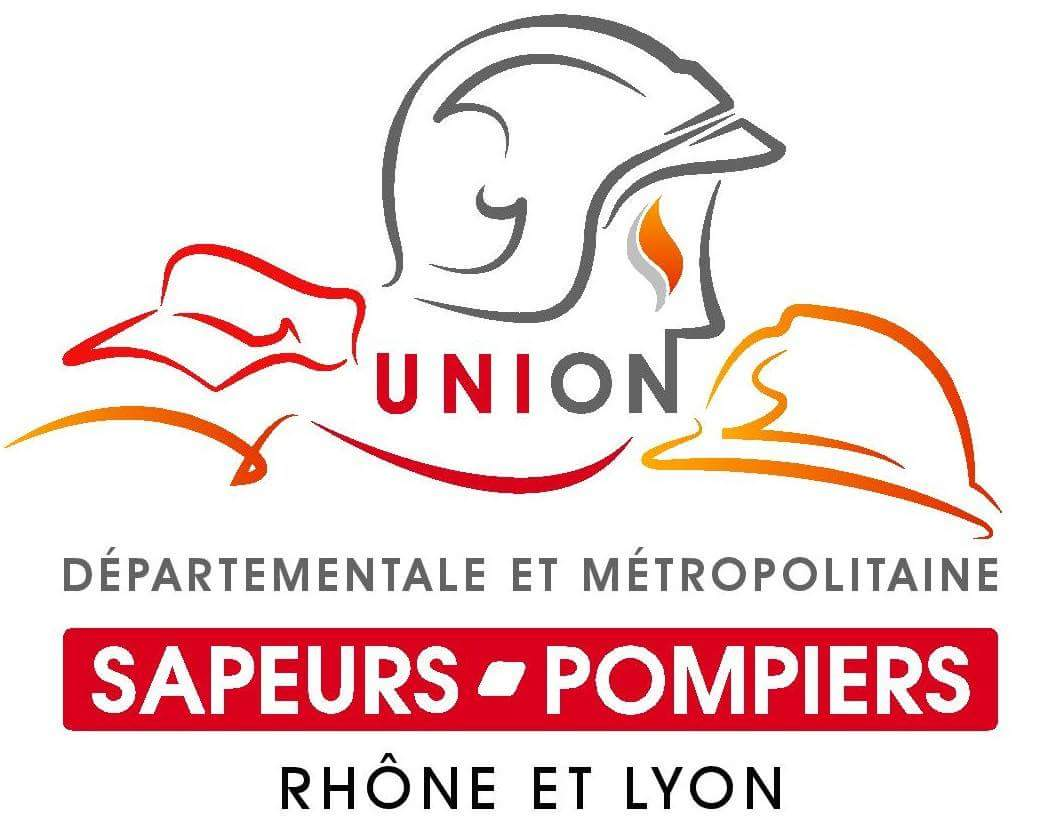 UNION
DÉPARTEMENTALE ET MÉTROPOLITAINE
SAPEURS-POMPIERS
RHÔNE ET LYON